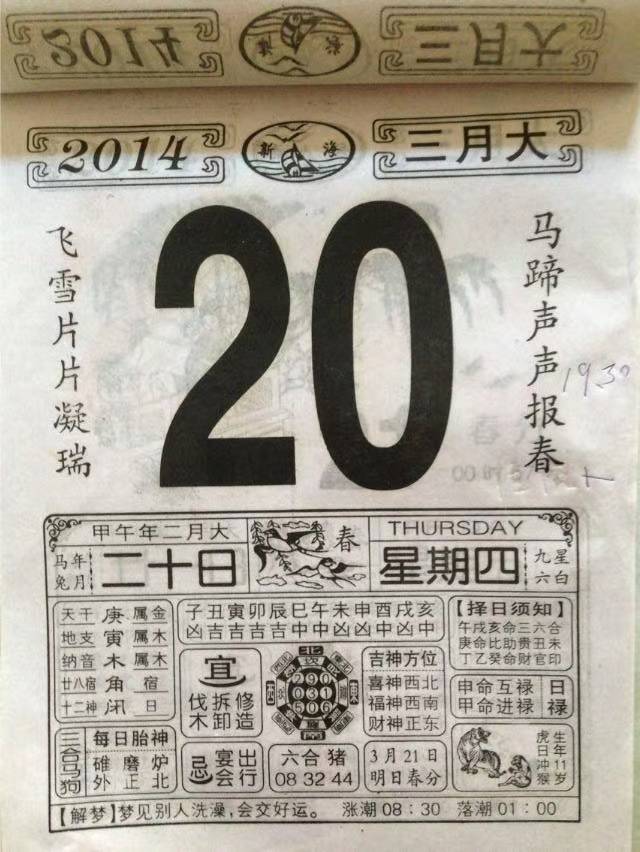 2014 新海 三月大
20
马蹄声声报春
飞雪片片凝瑞
1930
甲午年二月大
马年
兔月
二十日
春
THURSDAY
星期四
九星
六白
天干 庚 属金
地支 寅 属木
纳音 木 属木
廿八宿 角 宿
十二神 闭 日
子丑寅卯辰巳午未申酉戌亥
凶吉吉吉吉凶中凶吉中凶中
【择日须知】
午戌亥命三六合
庚命比助贵丑未
丁乙癸命财官印
宜
伐木 拆卸 修造
290
031
506
吉神方位
喜神西北
福神西南
财神正东
申命互禄 日
甲命进禄 禄
三合马狗
每日胎神
碓磨炉
外正北
忌
宴会 出行
六合猪
08 32 44
3月21日
明日春分
虎日冲猴
生年11岁
【解梦】梦见别人洗澡,会交好运。 涨潮08:30 落潮01:00